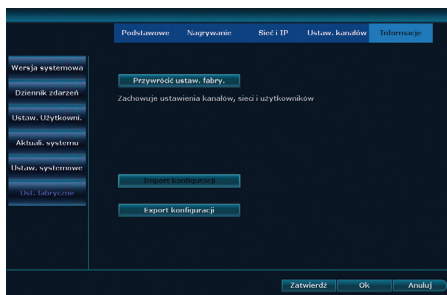 Podstawowe Nagrywanie Sieć i IP Ustaw. kanałów Informacje
Wersja systemowa
Dziennik zdarzeń
Ustaw. Użytkowni.
Aktuali. systemu
Ustaw. systemowe
Ust. fabryczne
Przywrócić ustaw. fabry.
Zachowuje ustawienia kanałów, sieci i użytkowników
Import konfiguracji
Export konfiguracji
Zatwierdź Ok Anuluj